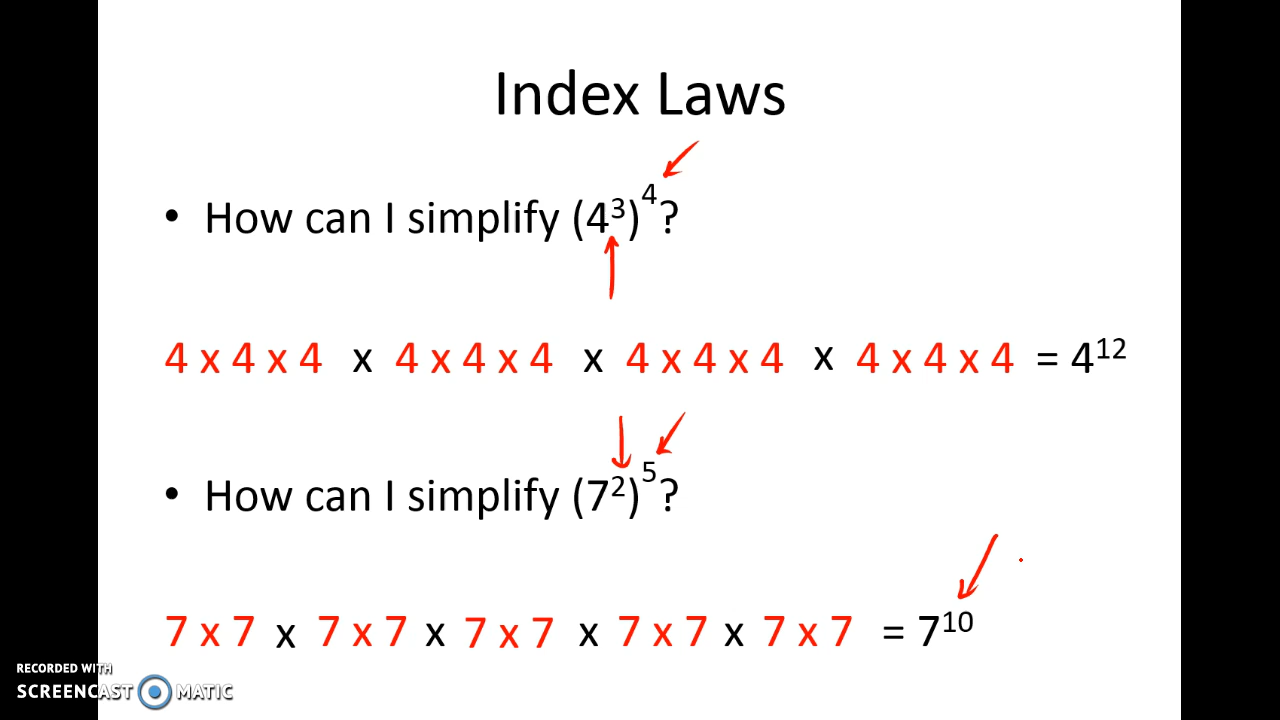 Index Laws
• How can I simplify (4³)⁴?
4 x 4 x 4 x 4 x 4 x 4 x 4 x 4 x 4 x 4 x 4 x 4 = 4¹²
• How can I simplify (7²)⁵?
7 x 7 x 7 x 7 x 7 x 7 x 7 x 7 x 7 x 7 = 7¹⁰
RECORDED WITH
SCREENCAST MATIC